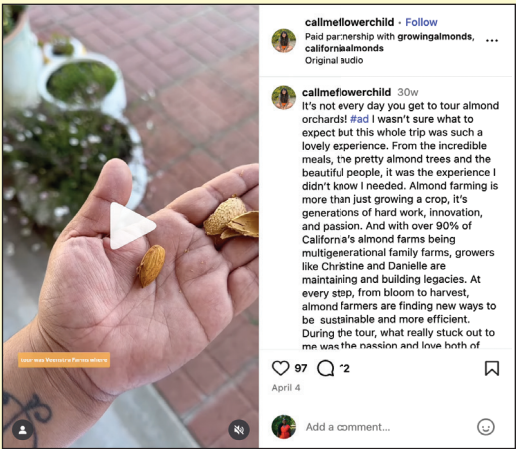 callmeflowerchild · Follow
Paid partnership with growingalmonds,
californiaalmonds
Original audio
callmeflowerchild 30w
It's not every day you get to tour almond
orchards! #ad I wasn't sure what to
expect but this whole trip was such a
lovely experience. From the incredible
meals, the pretty almond trees and the
beautiful people, it was the experience I
didn't know I needed. Almond farming is
more than just growing a crop, it's
generations of hard work, innovation,
and passion. And with over 90% of
Californa's almond farms being
multigenerational family farms, growers
like Christine and Danielle are
maintaining and building legacies. At
every step, from bloom to harvest,
almond farmers are finding new ways to
be sustainable and more efficient.
During the tour, what really stuck out to
me was the passion and love both of
Farms where
97
April 4
Add a comment...